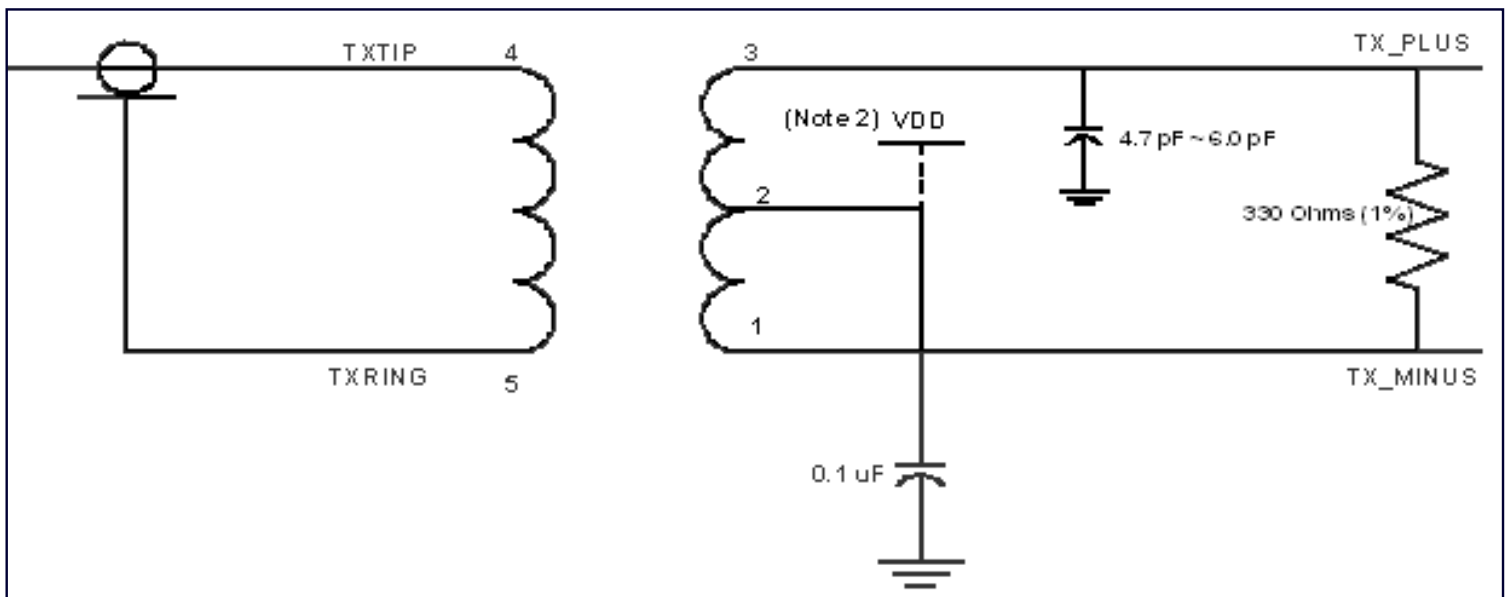 TXTIP
4
3
TX_PLUS
(Note 2) VDD
4.7 pF ~ 6.0 pF
2
330 Ohms (1%)
1
TXRING
5
TX_MINUS
0.1 uF